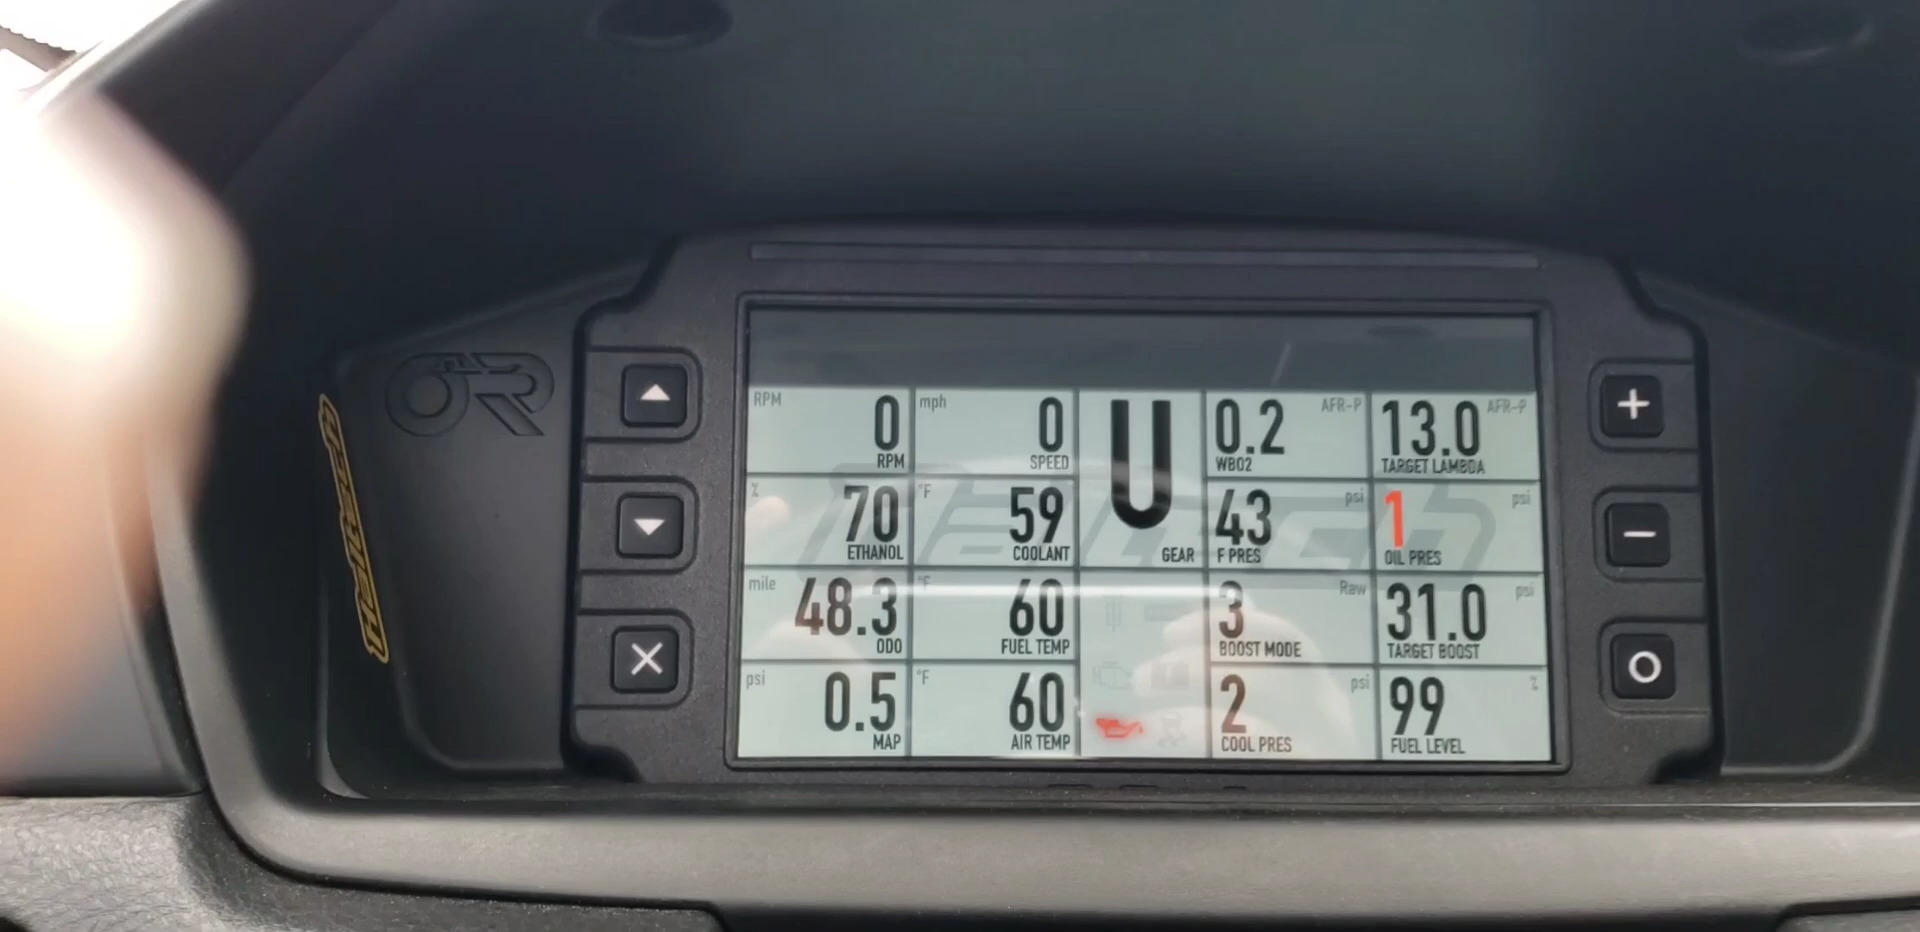 OR
HALTECH
Haltech
RPM 0 RPM
mph 0 SPEED
U GEAR
0.2 AFR-P WBO2
13.0 AFR-P TARGET LAMBDA
% 70 ETHANOL
°F 59 COOLANT
43 psi F PRES
1 psi OIL PRES
mile 48.3 ODO
°F 60 FUEL TEMP
3 Raw BOOST MODE
31.0 psi TARGET BOOST
psi 0.5 MAP
°F 60 AIR TEMP
2 psi COOL PRES
99 % FUEL LEVEL